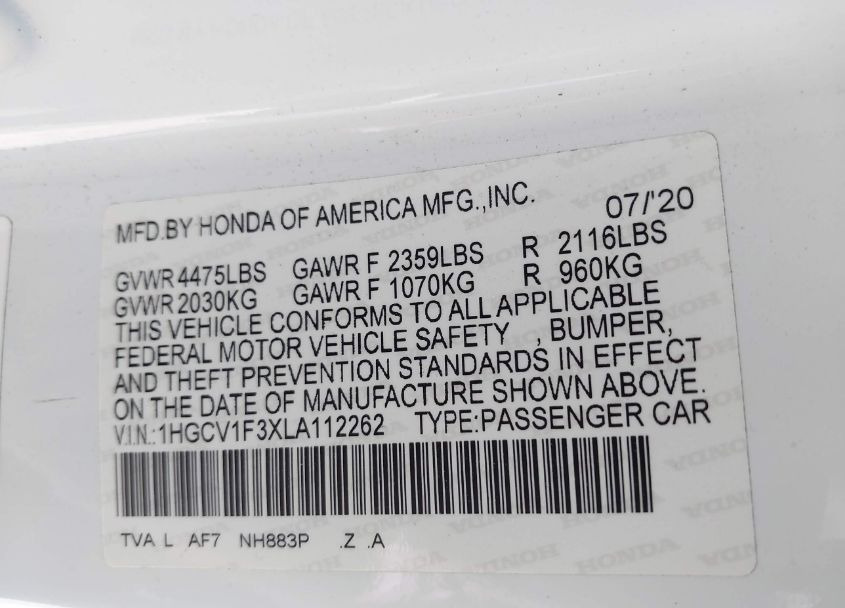 MFD.BY HONDA OF AMERICA MFG.,INC. 07/'20
GVWR 4475LBS GAWR F 2359LBS R 2116LBS
GVWR 2030KG GAWR F 1070KG R 960KG
THIS VEHICLE CONFORMS TO ALL APPLICABLE
FEDERAL MOTOR VEHICLE SAFETY , BUMPER,
AND THEFT PREVENTION STANDARDS IN EFFECT
ON THE DATE OF MANUFACTURE SHOWN ABOVE.
V.I.N.:1HGCV1F3XLA112262 TYPE:PASSENGER CAR
TVA L AF7 NH883P .Z .A